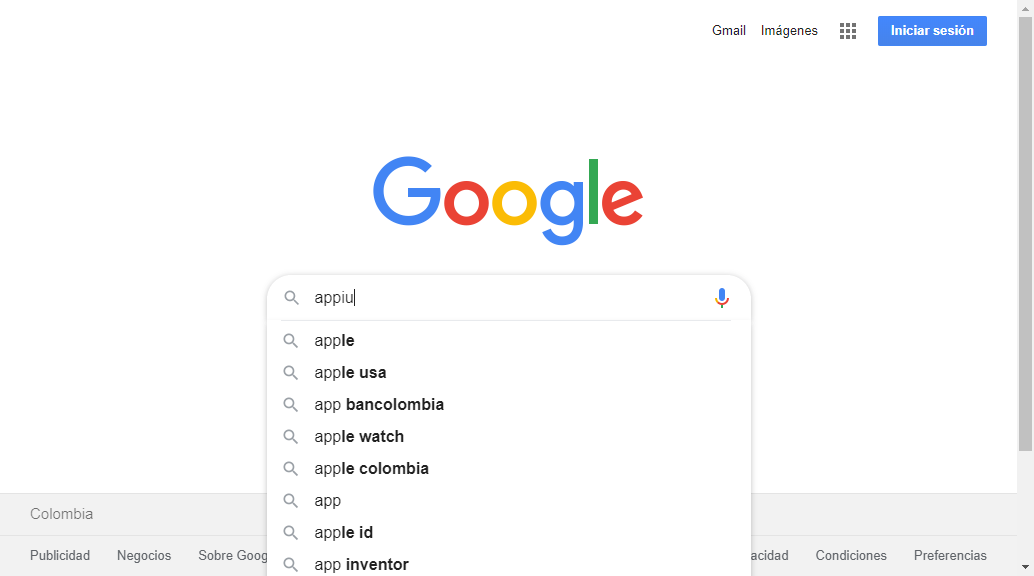 Gmail Imágenes Iniciar sesión
Google
appiu
apple
apple usa
app bancolombia
apple watch
apple colombia
app
apple id
app inventor
Colombia
Publicidad Negocios Sobre Goog acidad Condiciones Preferencias